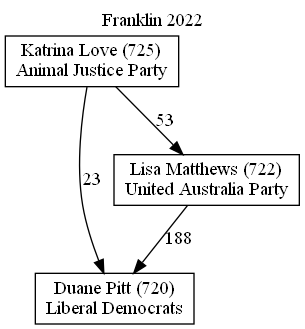 Franklin 2022
Katrina Love (725)
Animal Justice Party
53
Lisa Matthews (722)
United Australia Party
23
188
Duane Pitt (720)
Liberal Democrats